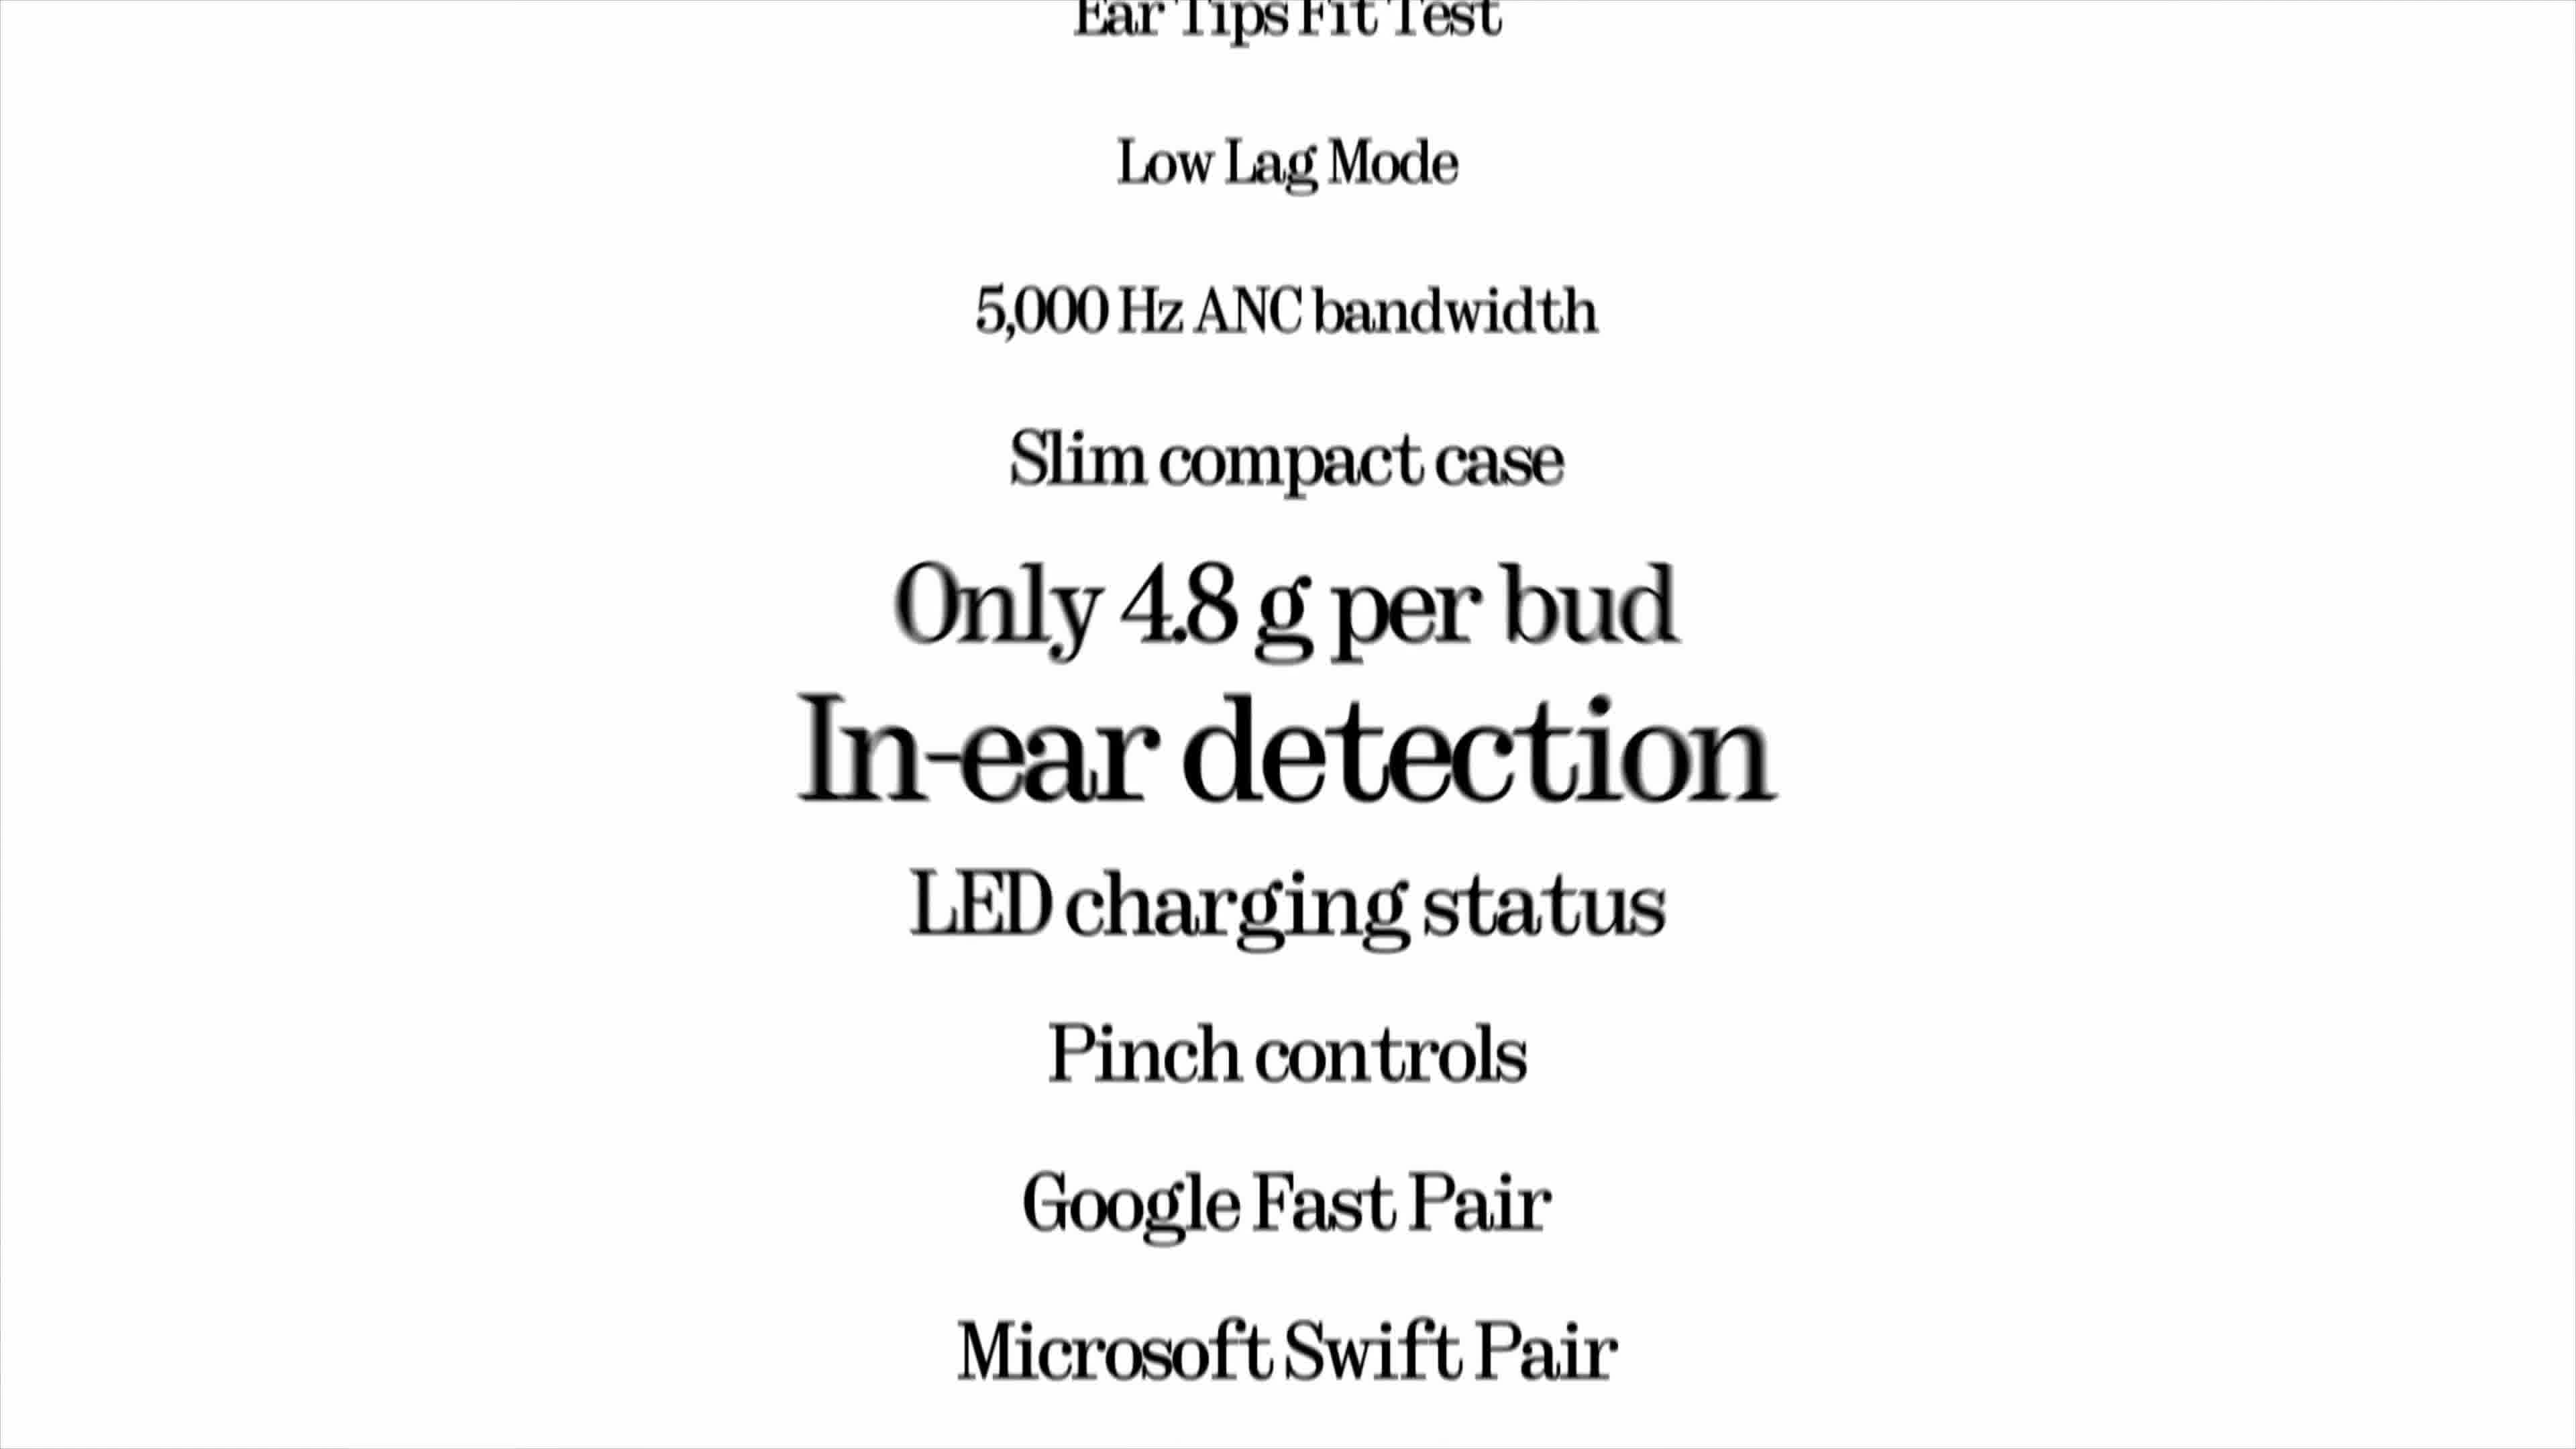 Ear Tips Fit Test
Low Lag Mode
5,000 Hz ANC bandwidth
Slim compact case
Only 4.8 g per bud
In-ear detection
LED charging status
Pinch controls
Google Fast Pair
Microsoft Swift Pair